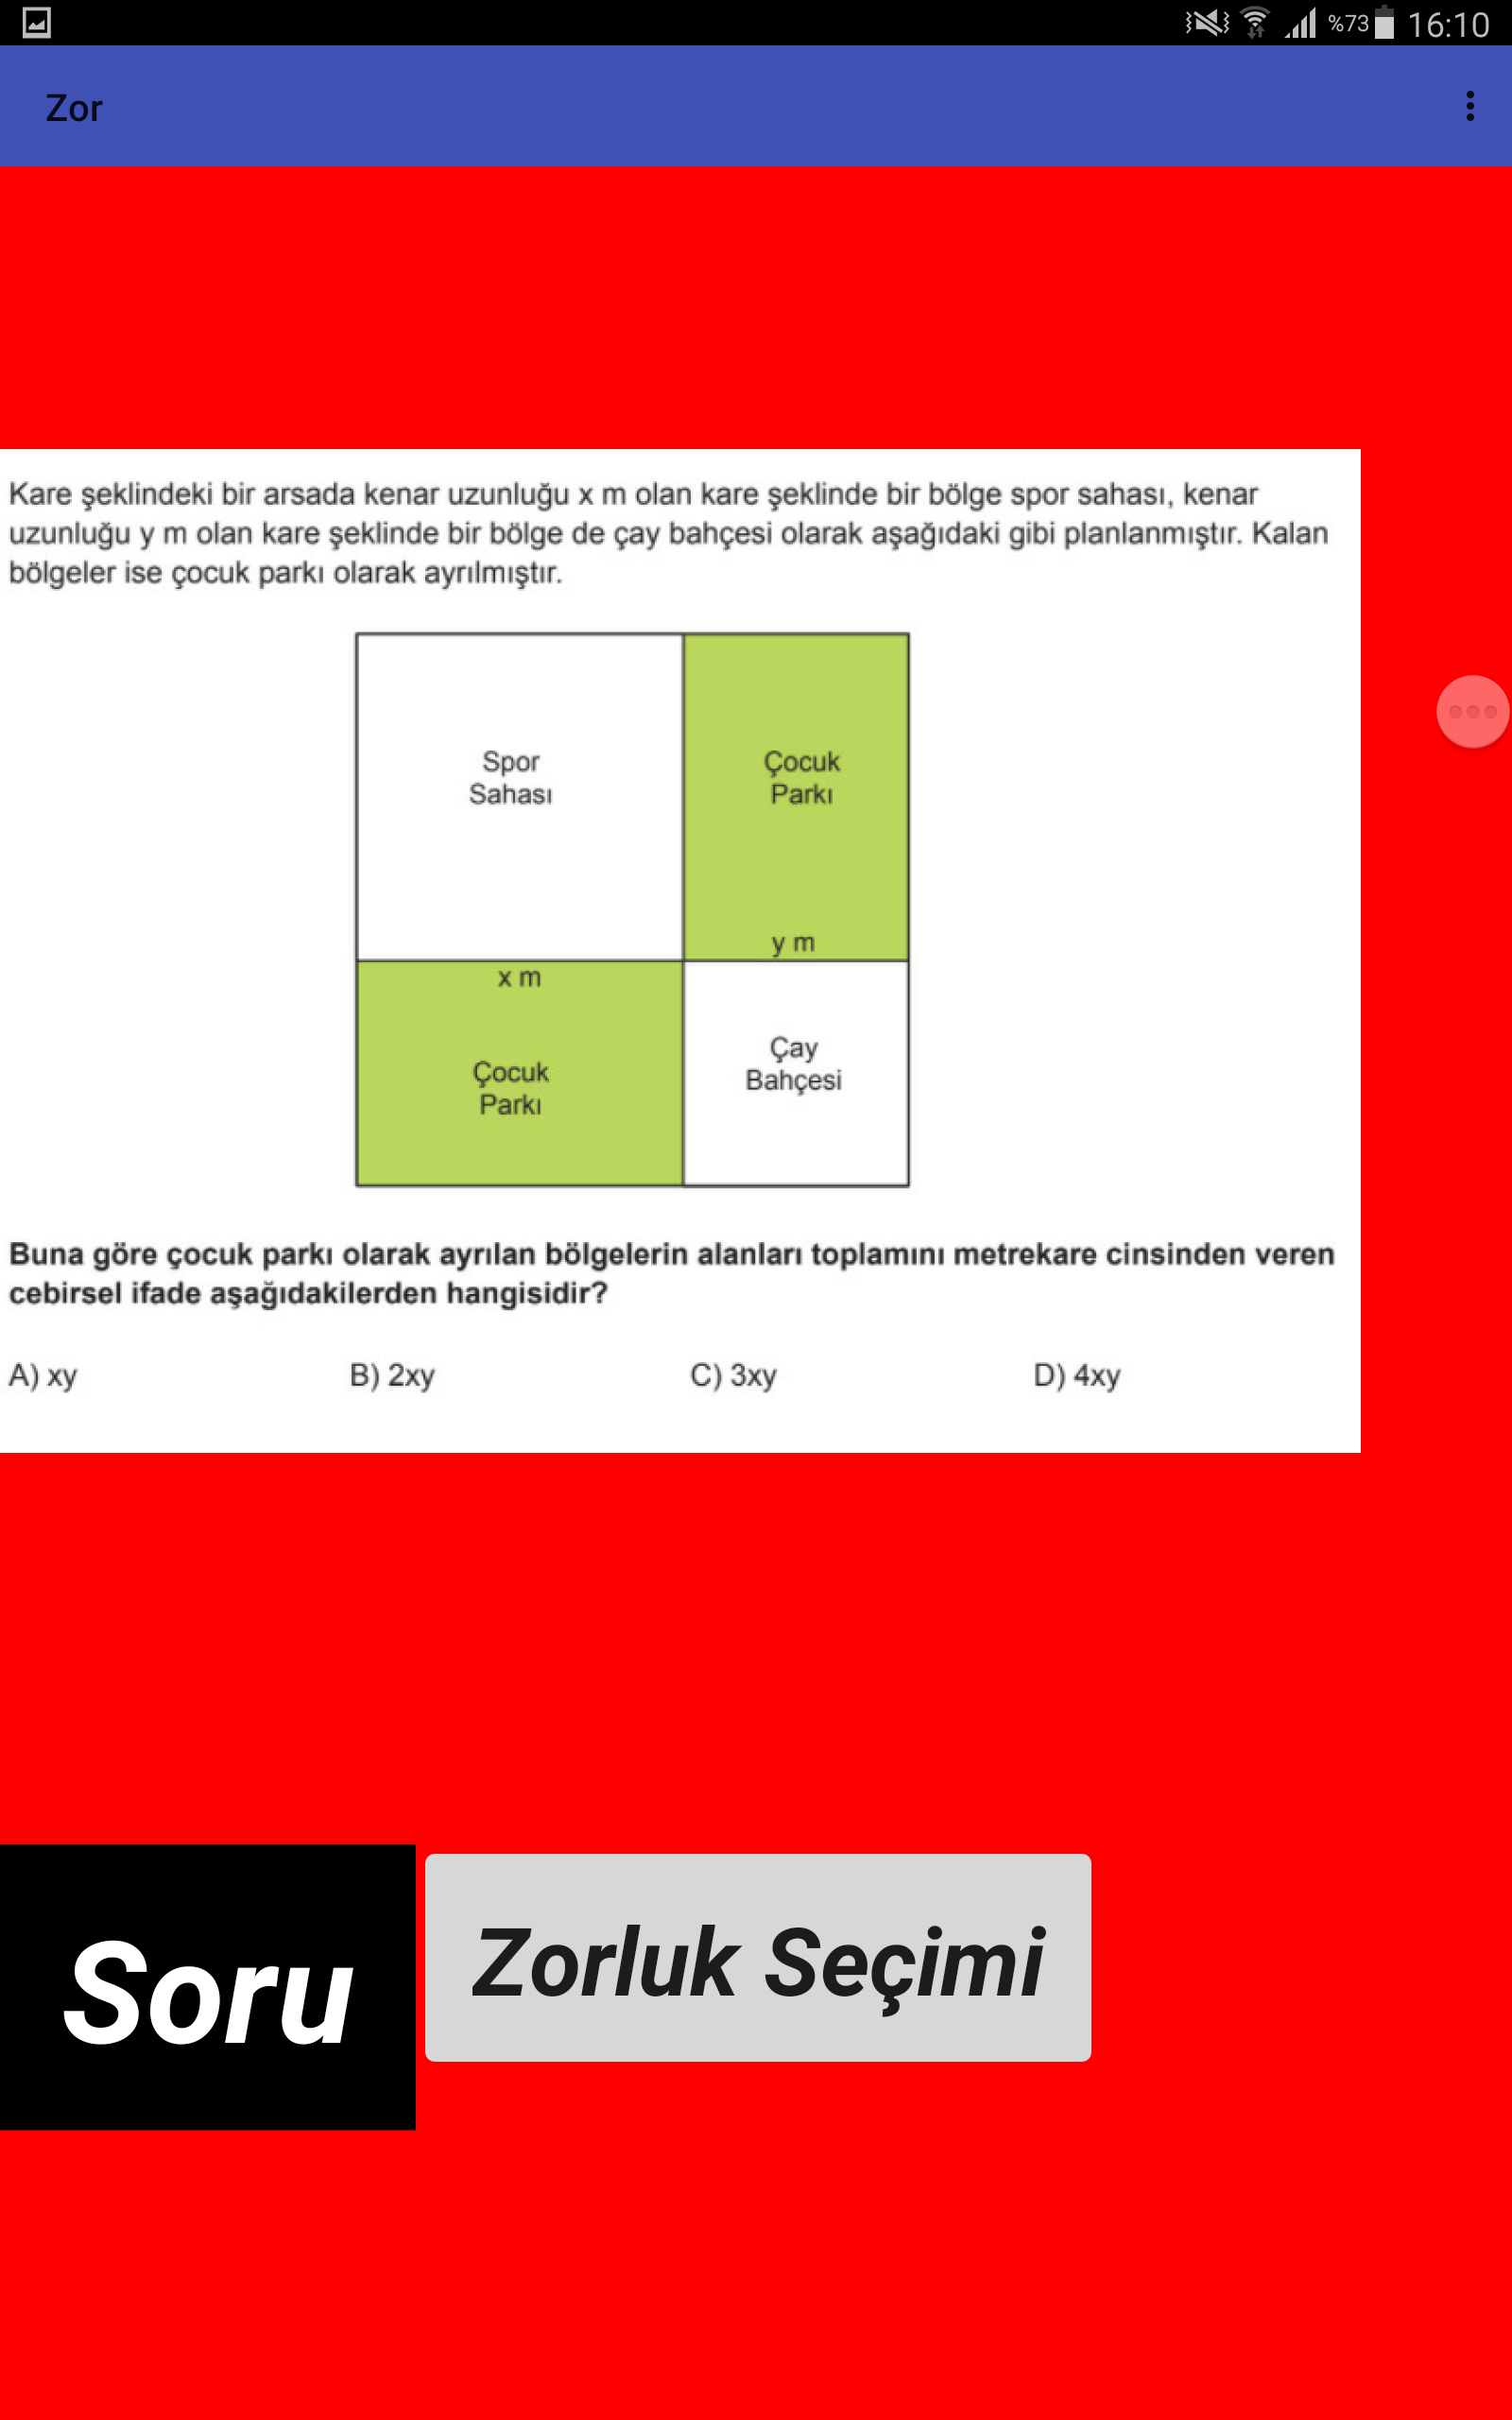 %73 16:10
Zor
Kare şeklindeki bir arsada kenar uzunluğu x m olan kare şeklinde bir bölge spor sahası, kenar
uzunluğu y m olan kare şeklinde bir bölge de çay bahçesi olarak aşağıdaki gibi planlanmıştır. Kalan
bölgeler ise çocuk parkı olarak ayrılmıştır.
Spor
Sahası
Çocuk
Parkı
y m
x m
Çocuk
Parkı
Çay
Bahçesi
Buna göre çocuk parkı olarak ayrılan bölgelerin alanları toplamını metrekare cinsinden veren
cebirsel ifade aşağıdakilerden hangisidir?
A) xy B) 2xy C) 3xy D) 4xy
Soru
Zorluk Seçimi